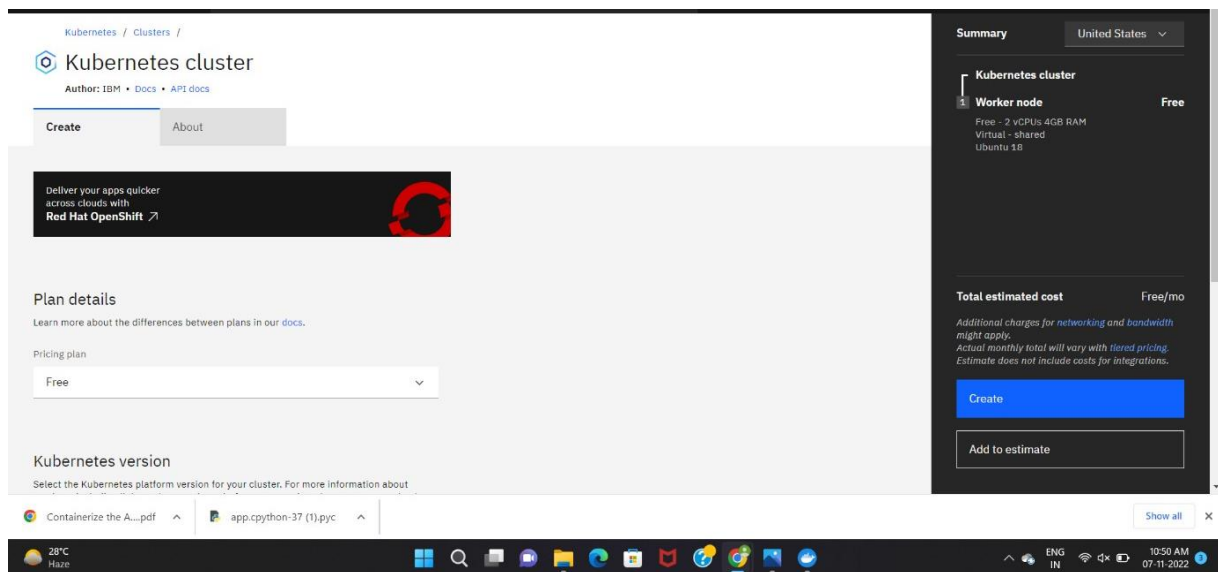 Kubernetes / Clusters /
Kubernetes cluster
Author: IBM • Docs • API docs
Create
About
Deliver your apps quicker
across clouds with
Red Hat OpenShift
Plan details
Learn more about the differences between plans in our docs.
Pricing plan
Free
Kubernetes version
Select the Kubernetes platform version for your cluster. For more information about
Summary
United States
Kubernetes cluster
1 Worker node Free
Free - 2 vCPUs 4GB RAM
Virtual - shared
Ubuntu 18
Total estimated cost Free/mo
Additional charges for networking and bandwidth
might apply.
Actual monthly total will vary with tiered pricing.
Estimate does not include costs for integrations.
Create
Add to estimate
Containerize the A....pdf
app.cpython-37 (1).pyc
Show all
28°C
Haze
ENG
IN
10:50 AM
07-11-2022
3